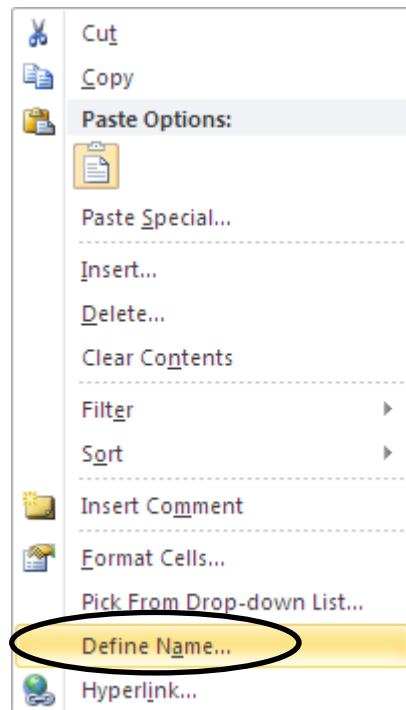 Cut
Copy
Paste Options:
Paste Special...
Insert...
Delete...
Clear Contents
Filter
Sort
Insert Comment
Format Cells...
Pick From Drop-down List...
Define Name...
Hyperlink...